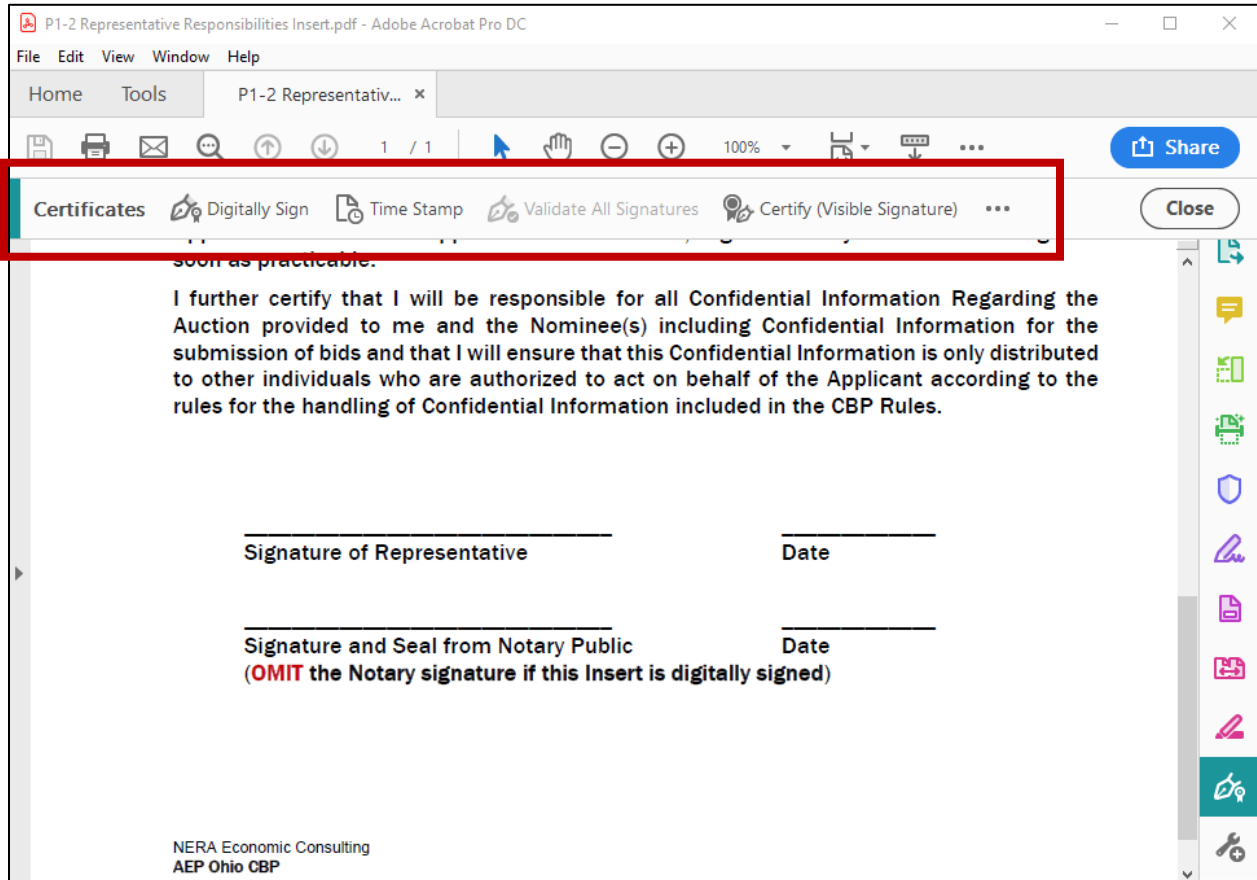 P1-2 Representative Responsibilities Insert.pdf - Adobe Acrobat Pro DC
File Edit View Window Help
Home Tools P1-2 Representativ... ×
1 / 1 100% Share
Certificates Digitally Sign Time Stamp Validate All Signatures Certify (Visible Signature) Close
soon as practicable.
I further certify that I will be responsible for all Confidential Information Regarding the
Auction provided to me and the Nominee(s) including Confidential Information for the
submission of bids and that I will ensure that this Confidential Information is only distributed
to other individuals who are authorized to act on behalf of the Applicant according to the
rules for the handling of Confidential Information included in the CBP Rules.
Signature of Representative Date
Signature and Seal from Notary Public Date
(OMIT the Notary signature if this Insert is digitally signed)
NERA Economic Consulting
AEP Ohio CBP